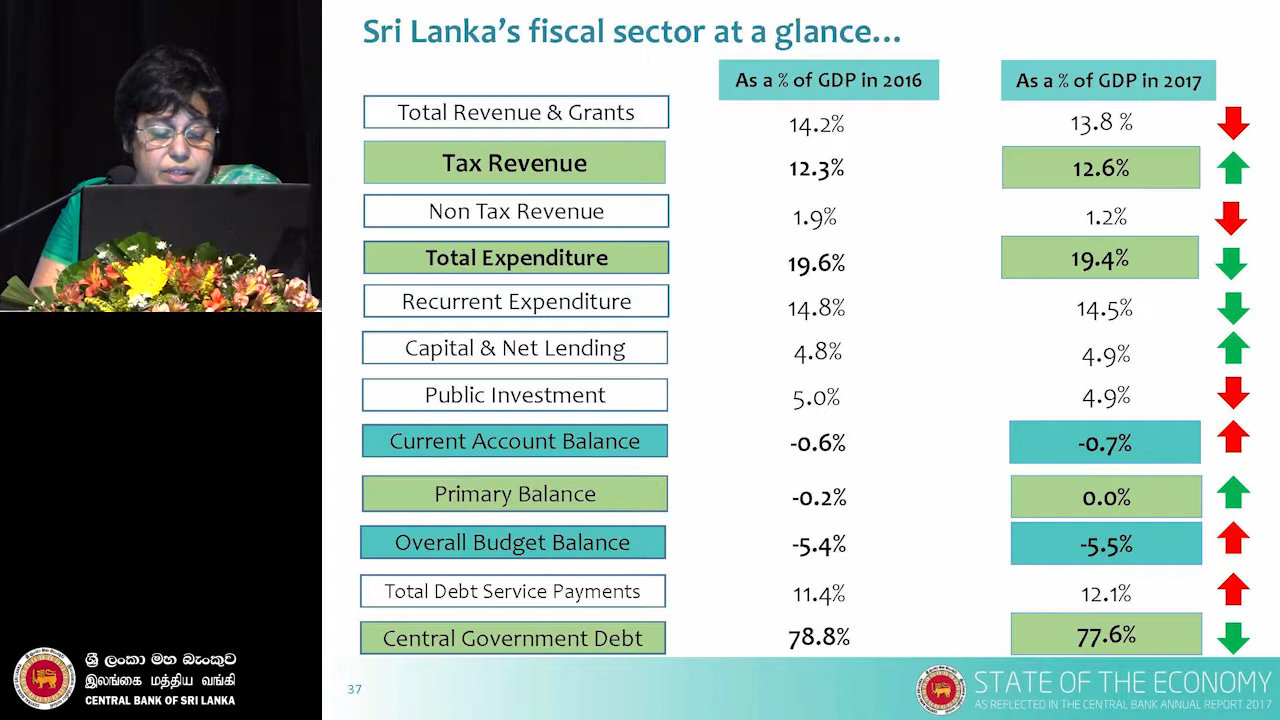 Sri Lanka's fiscal sector at a glance...
As a % of GDP in 2016 As a % of GDP in 2017
Total Revenue & Grants 14.2% 13.8 %
Tax Revenue 12.3% 12.6%
Non Tax Revenue 1.9% 1.2%
Total Expenditure 19.6% 19.4%
Recurrent Expenditure 14.8% 14.5%
Capital & Net Lending 4.8% 4.9%
Public Investment 5.0% 4.9%
Current Account Balance -0.6% -0.7%
Primary Balance -0.2% 0.0%
Overall Budget Balance -5.4% -5.5%
Total Debt Service Payments 11.4% 12.1%
Central Government Debt 78.8% 77.6%
ශ්‍රී ලංකා මහ බැංකුව
இலங்கை மத்திய வங்கி
CENTRAL BANK OF SRI LANKA
37
STATE OF THE ECONOMY
AS REFLECTED IN THE CENTRAL BANK ANNUAL REPORT 2017